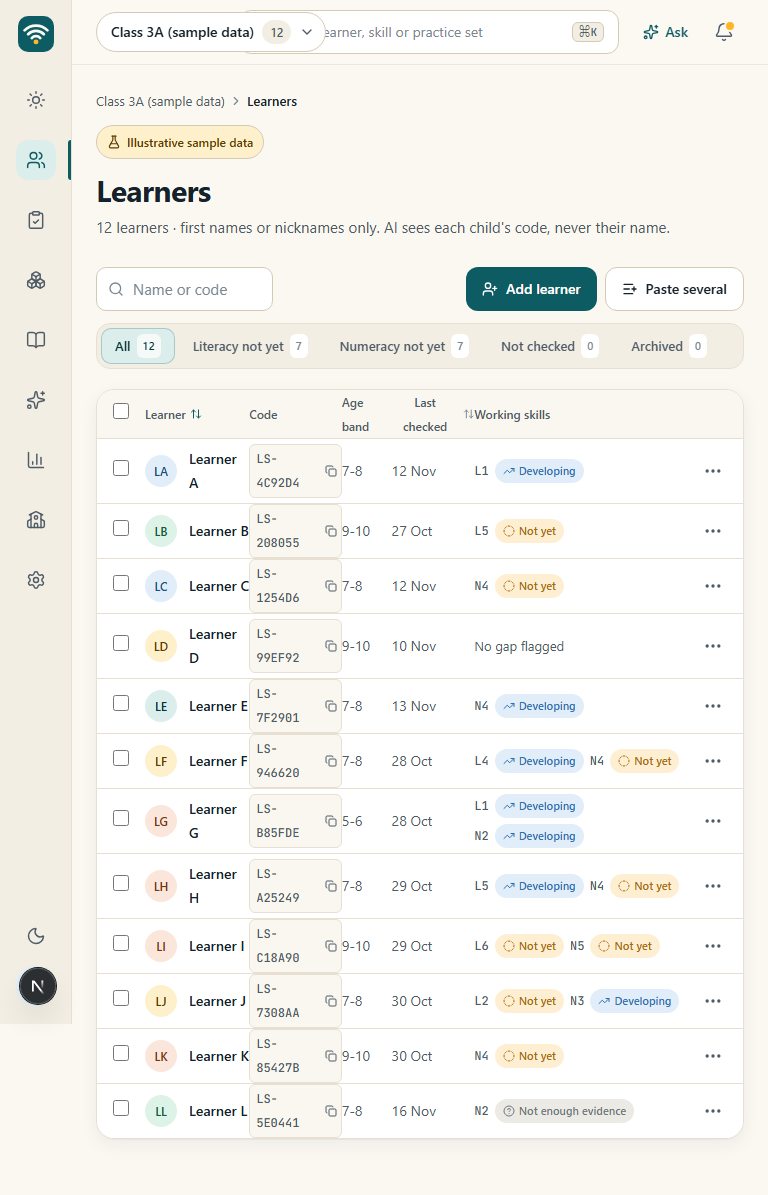 Class 3A (sample data) 12 earner, skill or practice set ⌘K Ask
Class 3A (sample data) > Learners
Illustrative sample data
Learners
12 learners · first names or nicknames only. AI sees each child's code, never their name.
Name or code Add learner Paste several
All 12 Literacy not yet 7 Numeracy not yet 7 Not checked 0 Archived 0
Learner Code Age band Last checked Working skills
LA Learner A LS-4C92D4 7-8 12 Nov L1 Developing
LB Learner B LS-208055 9-10 27 Oct L5 Not yet
LC Learner C LS-1254D6 7-8 12 Nov N4 Not yet
LD Learner D LS-99EF92 9-10 10 Nov No gap flagged
LE Learner E LS-7F2901 7-8 13 Nov N4 Developing
LF Learner F LS-946620 7-8 28 Oct L4 Developing N4 Not yet
LG Learner G LS-B85FDE 5-6 28 Oct L1 Developing
N2 Developing
LH Learner H LS-A25249 7-8 29 Oct L5 Developing N4 Not yet
LI Learner I LS-C18A90 9-10 29 Oct L6 Not yet N5 Not yet
LJ Learner J LS-7308AA 7-8 30 Oct L2 Not yet N3 Developing
LK Learner K LS-85427B 9-10 30 Oct N4 Not yet
LL Learner L LS-5E0441 7-8 16 Nov N2 Not enough evidence
N